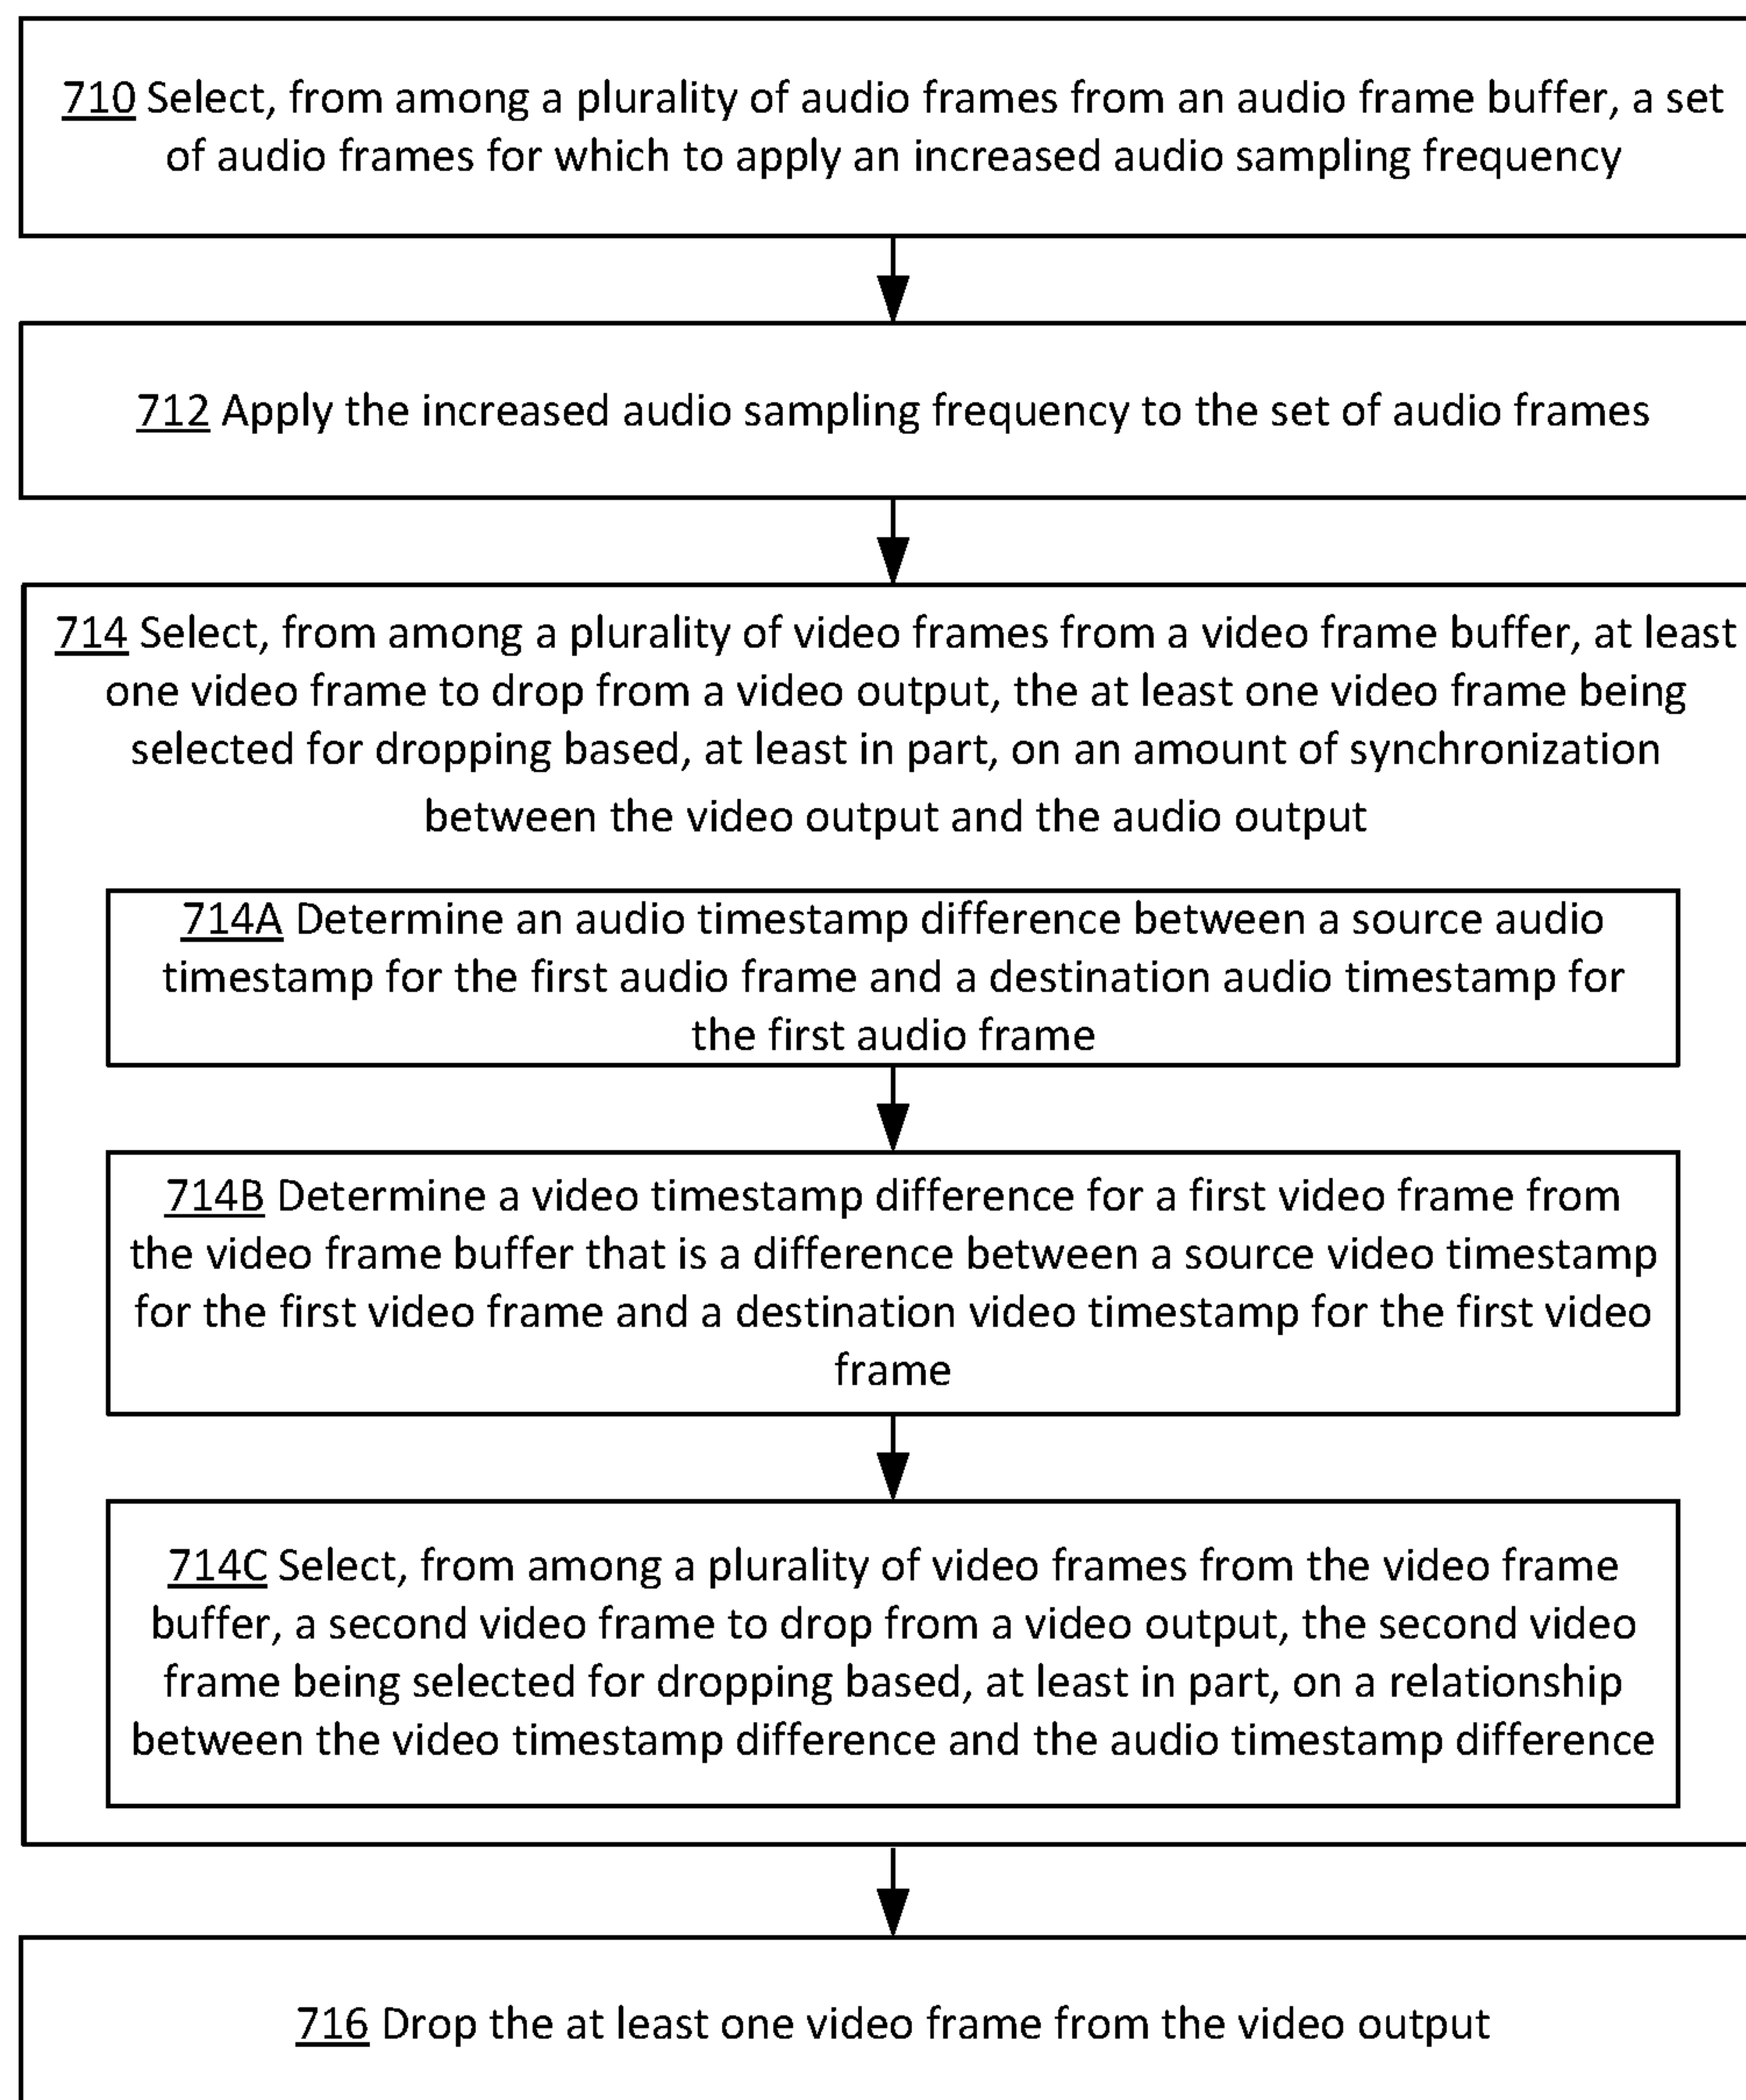 710 Select, from among a plurality of audio frames from an audio frame buffer, a set
of audio frames for which to apply an increased audio sampling frequency
712 Apply the increased audio sampling frequency to the set of audio frames
714 Select, from among a plurality of video frames from a video frame buffer, at least
one video frame to drop from a video output, the at least one video frame being
selected for dropping based, at least in part, on an amount of synchronization
between the video output and the audio output
714A Determine an audio timestamp difference between a source audio
timestamp for the first audio frame and a destination audio timestamp for
the first audio frame
714B Determine a video timestamp difference for a first video frame from
the video frame buffer that is a difference between a source video timestamp
for the first video frame and a destination video timestamp for the first video
frame
714C Select, from among a plurality of video frames from the video frame
buffer, a second video frame to drop from a video output, the second video
frame being selected for dropping based, at least in part, on a relationship
between the video timestamp difference and the audio timestamp difference
716 Drop the at least one video frame from the video output